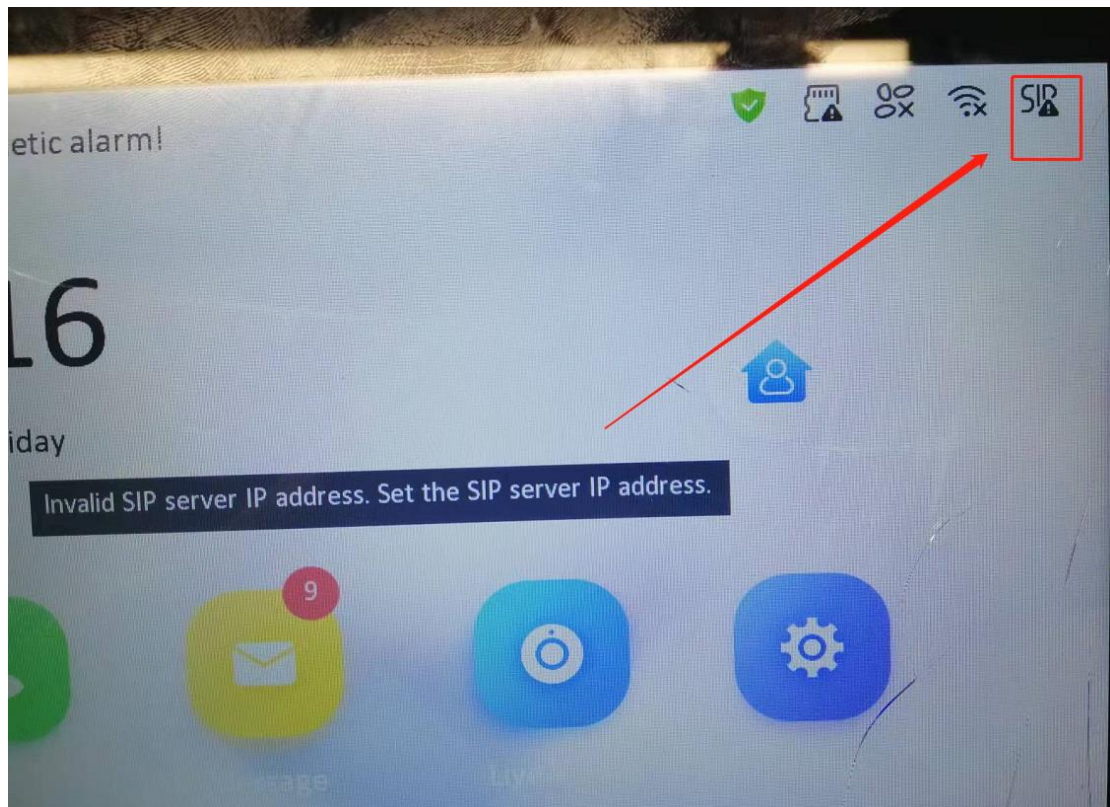 SIP
etic alarm!
16
iday
Invalid SIP server IP address. Set the SIP server IP address.
9